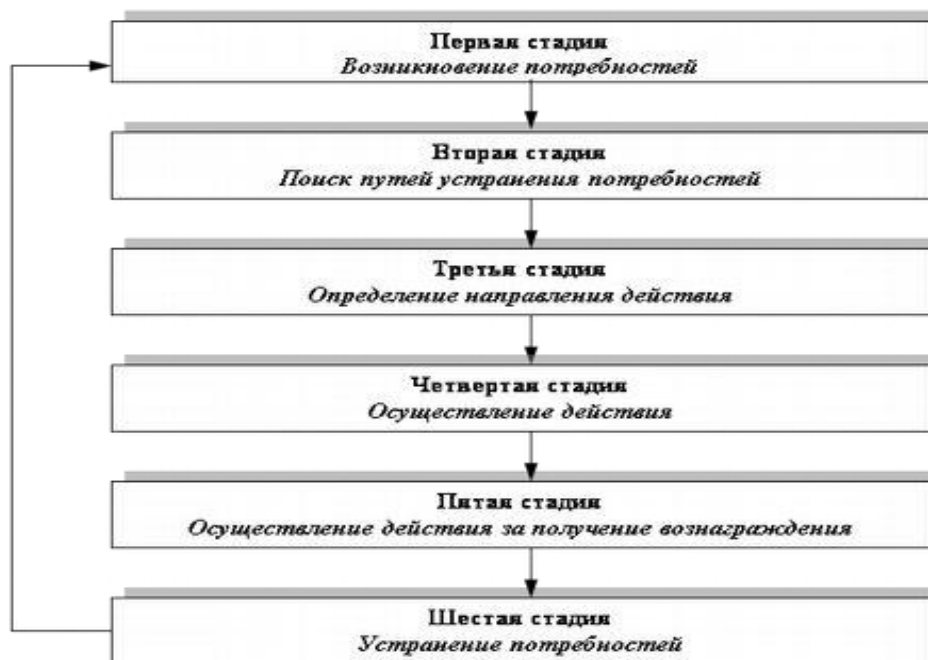 Первая стадия
Возникновение потребностей
Вторая стадия
Поиск путей устранения потребностей
Третья стадия
Определение направления действия
Четвертая стадия
Осуществление действия
Пятая стадия
Осуществление действия за получение вознаграждения
Шестая стадия
Устранение потребностей